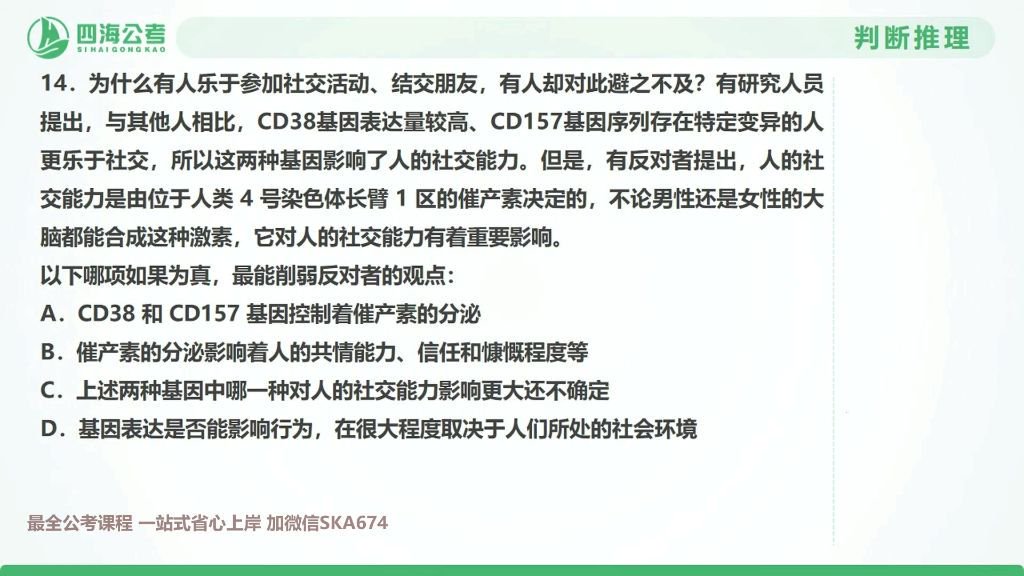 四海公考
SIHAIGONGKAO
判断推理
14．为什么有人乐于参加社交活动、结交朋友，有人却对此避之不及？有研究人员
提出，与其他人相比，CD38基因表达量较高、CD157基因序列存在特定变异的人
更乐于社交，所以这两种基因影响了人的社交能力。但是，有反对者提出，人的社
交能力是由位于人类 4 号染色体长臂 1 区的催产素决定的，不论男性还是女性的大
脑都能合成这种激素，它对人的社交能力有着重要影响。
以下哪项如果为真，最能削弱反对者的观点：
A．CD38 和 CD157 基因控制着催产素的分泌
B．催产素的分泌影响着人的共情能力、信任和慷慨程度等
C．上述两种基因中哪一种对人的社交能力影响更大还不确定
D．基因表达是否能影响行为，在很大程度取决于人们所处的社会环境
最全公考课程 一站式省心上岸 加微信SKA674